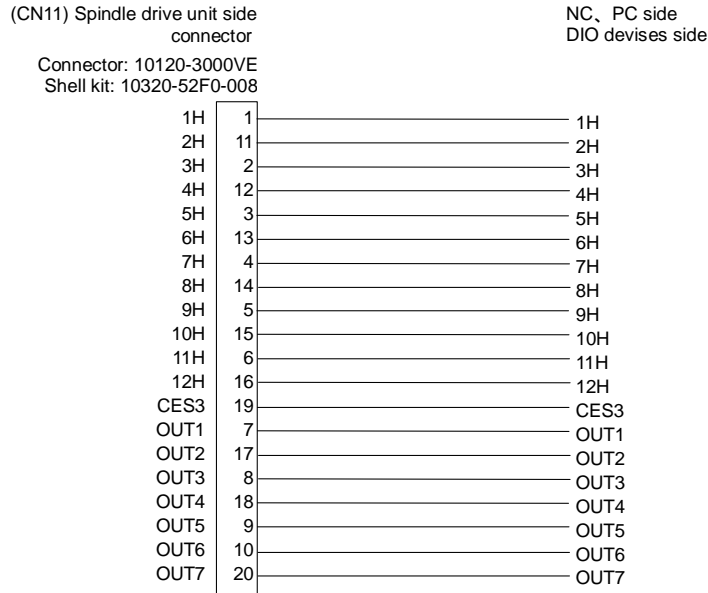 (CN11) Spindle drive unit side
connector
NC、PC side
DIO devises side
Connector: 10120-3000VE
Shell kit: 10320-52F0-008
1H 1 1H
2H 11 2H
3H 2 3H
4H 12 4H
5H 3 5H
6H 13 6H
7H 4 7H
8H 14 8H
9H 5 9H
10H 15 10H
11H 6 11H
12H 16 12H
CES3 19 CES3
OUT1 7 OUT1
OUT2 17 OUT2
OUT3 8 OUT3
OUT4 18 OUT4
OUT5 9 OUT5
OUT6 10 OUT6
OUT7 20 OUT7